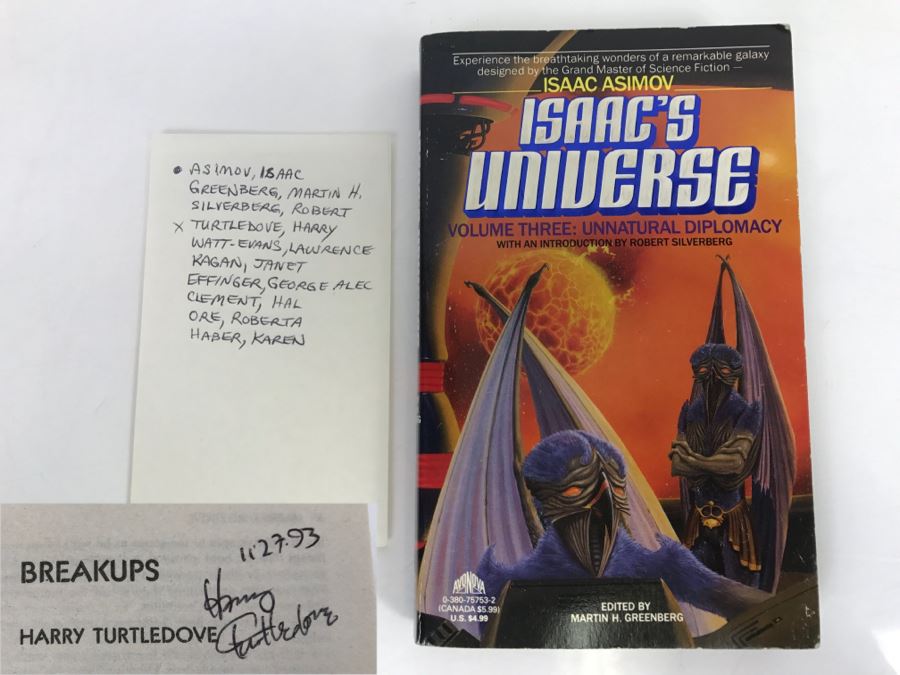 • ASIMOV, ISAAC
GREENBERG, MARTIN H.
SILVERBERG, ROBERT
x TURTLEDOVE, HARRY
WATT-EVANS, LAWRENCE
KAGAN, JANET
EFFINGER, GEORGE ALEC
CLEMENT, HAL
ORE, ROBERTA
HABER, KAREN
Experience the breathtaking wonders of a remarkable galaxy
designed by the Grand Master of Science Fiction —
ISAAC ASIMOV
ISAAC'S
UNIVERSE
VOLUME THREE: UNNATURAL DIPLOMACY
WITH AN INTRODUCTION BY ROBERT SILVERBERG
AVONOVA
0-380-75753-2
(CANADA $5.99)
U.S. $4.99
EDITED BY
MARTIN H. GREENBERG
11·27·93
BREAKUPS
Harry
HARRY TURTLEDOVE
Turtledove